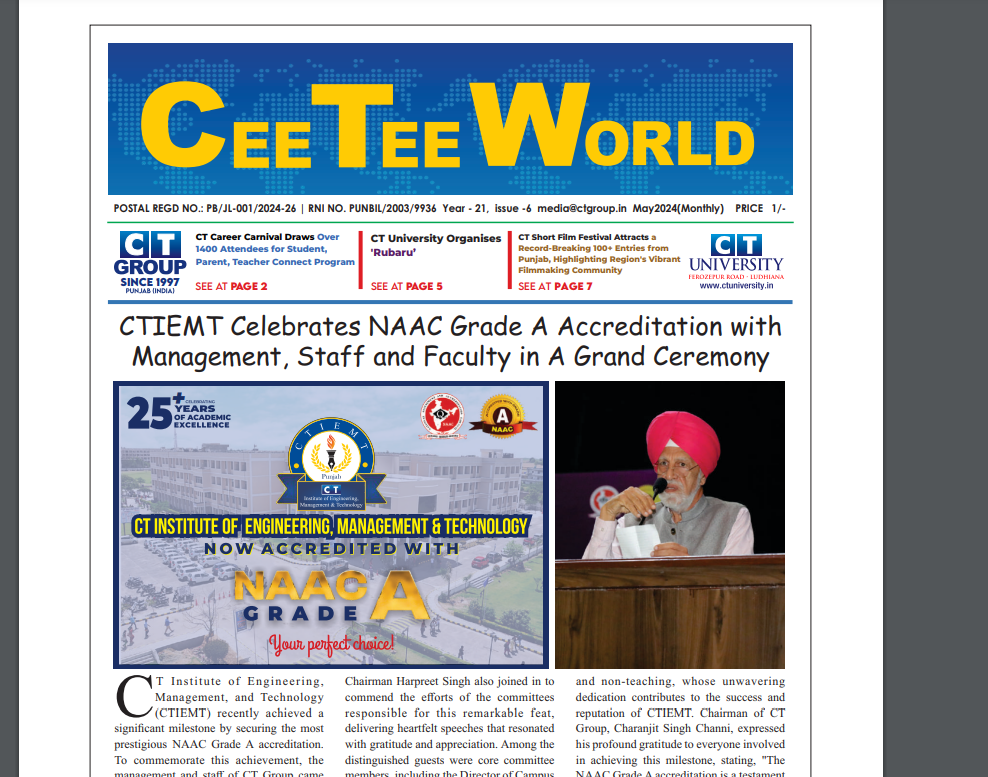 CEE TEE WORLD
POSTAL REGD NO.: PB/JL-001/2024-26 | RNI NO. PUNBIL/2003/9936 Year - 21, issue -6 media@ctgroup.in May2024(Monthly) PRICE 1/-
CT
GROUP
SINCE 1997
PUNJAB (INDIA)
CT Career Carnival Draws Over
1400 Attendees for Student,
Parent, Teacher Connect Program
SEE AT PAGE 2
CT University Organises
'Rubaru’
SEE AT PAGE 5
CT Short Film Festival Attracts a
Record-Breaking 100+ Entries from
Punjab, Highlighting Region's Vibrant
Filmmaking Community
SEE AT PAGE 7
CT
UNIVERSITY
FEROZEPUR ROAD · LUDHIANA
www.ctuniversity.in
CTIEMT Celebrates NAAC Grade A Accreditation with
Management, Staff and Faculty in A Grand Ceremony
25+
CELEBRATING
YEARS
OF ACADEMIC
EXCELLENCE
A
NAAC
CTIEMT
Punjab
CT
Institute of Engineering,
Management & Technology
CT INSTITUTE OF ENGINEERING, MANAGEMENT & TECHNOLOGY
NOW ACCREDITED WITH
NAAC A
GRADE
Your perfect choice!
CT Institute of Engineering,
Management, and Technology
(CTIEMT) recently achieved a
significant milestone by securing the most
prestigious NAAC Grade A accreditation.
To commemorate this achievement, the
management and staff of CT Group came
Chairman Harpreet Singh also joined in to
commend the efforts of the committees
responsible for this remarkable feat,
delivering heartfelt speeches that resonated
with gratitude and appreciation. Among the
distinguished guests were core committee
members, including the Director of Campus
and non-teaching, whose unwavering
dedication contributes to the success and
reputation of CTIEMT. Chairman of CT
Group, Charanjit Singh Channi, expressed
his profound gratitude to everyone involved
in achieving this milestone, stating, "The
NAAC Grade A accreditation is a testament